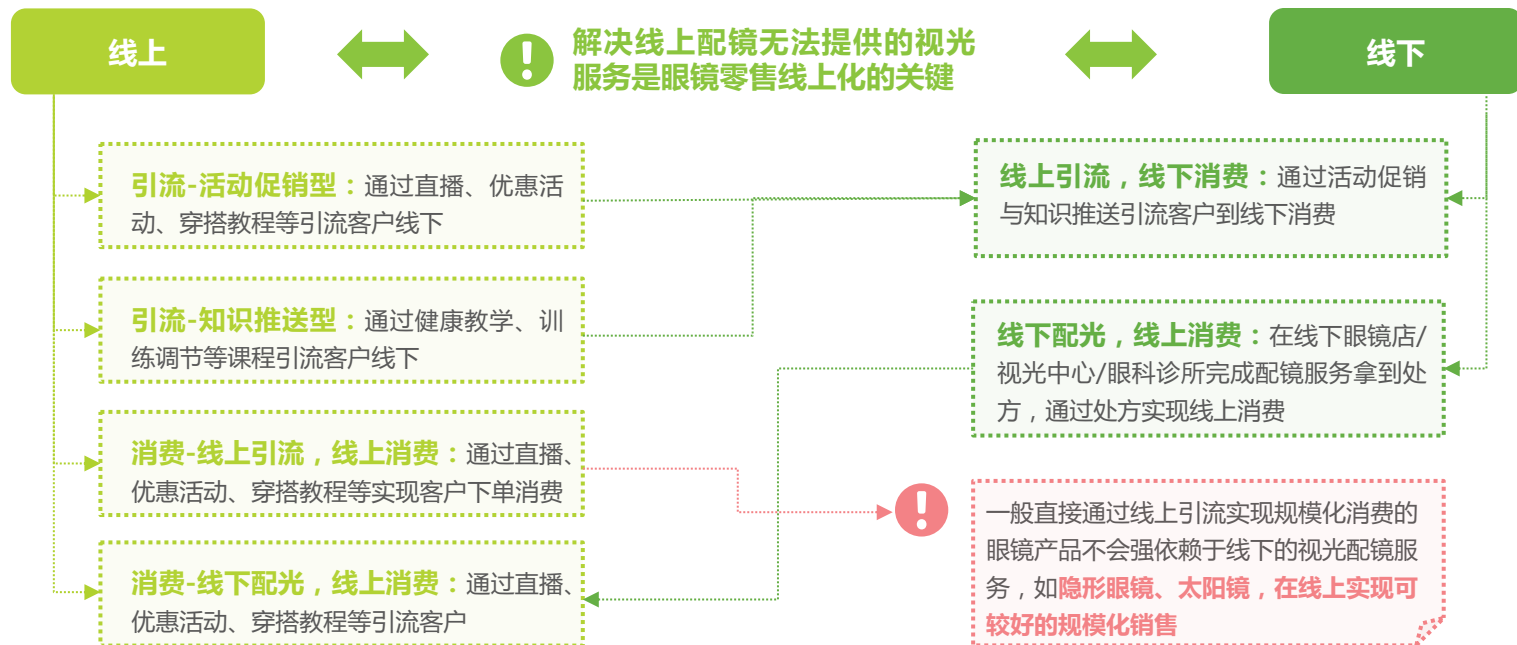 线上
解决线上配镜无法提供的视光
服务是眼镜零售线上化的关键
线下
引流-活动促销型：通过直播、优惠活
动、穿搭教程等引流客户线下
引流-知识推送型：通过健康教学、训
练调节等课程引流客户线下
消费-线上引流，线上消费：通过直播、
优惠活动、穿搭教程等实现客户下单消费
消费-线下配光，线上消费：通过直播、
优惠活动、穿搭教程等引流客户
线上引流，线下消费：通过活动促销
与知识推送引流客户到线下消费
线下配光，线上消费：在线下眼镜店/
视光中心/眼科诊所完成配镜服务拿到处
方，通过处方实现线上消费
一般直接通过线上引流实现规模化消费的
眼镜产品不会强依赖于线下的视光配镜服
务，如隐形眼镜、太阳镜，在线上实现可
较好的规模化销售